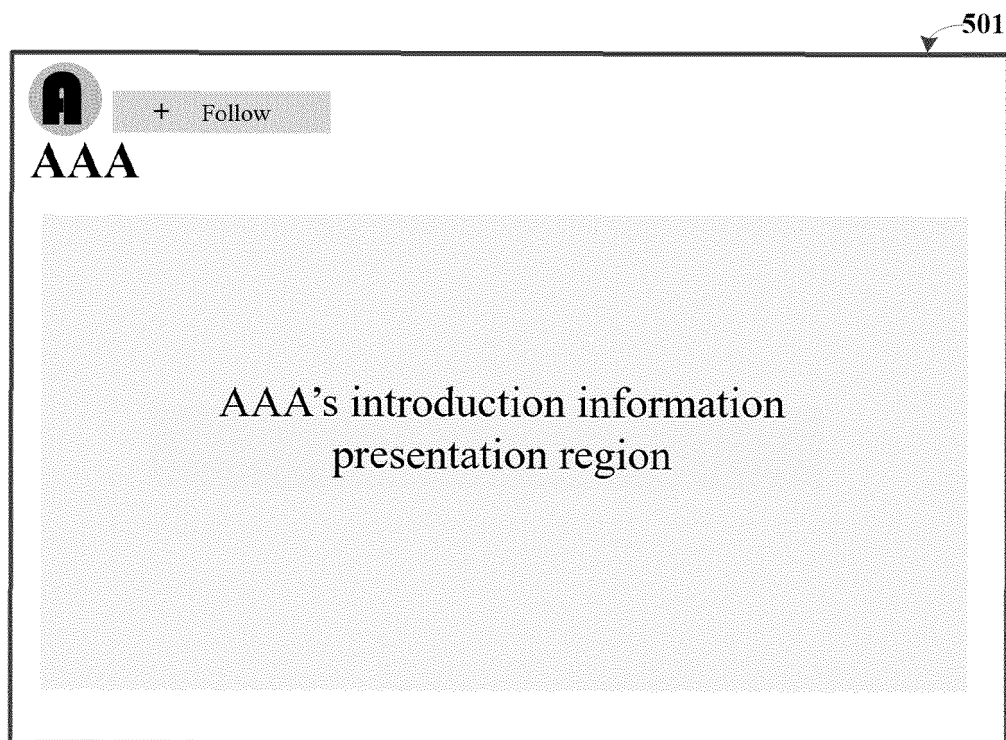 501
A
+ Follow
AAA
AAA's introduction information
presentation region